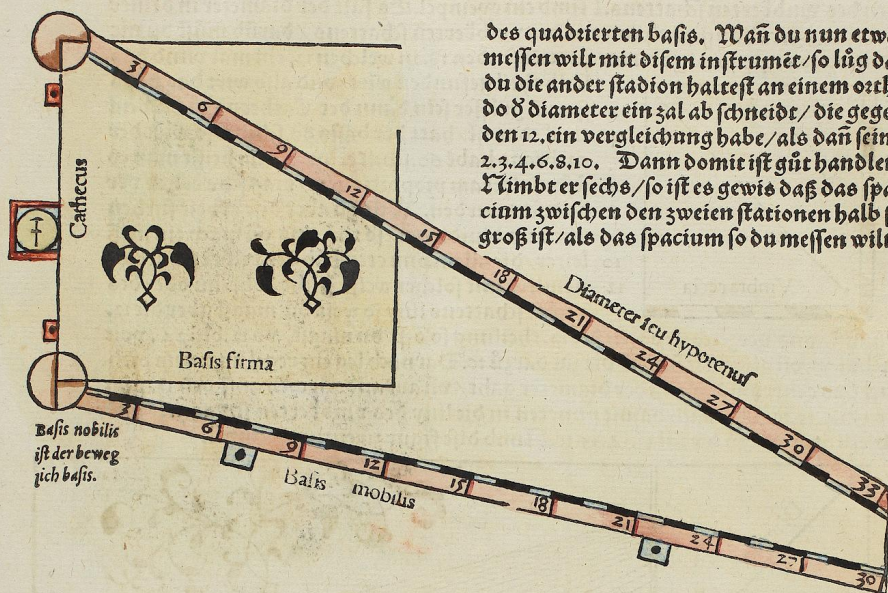 des quadrierten basis. Wañ du nun etw
messen wilt mit disem instrumẽt/so lůg d
du die ander stadion haltest an einem orth
do ꝺ diameter ein zal ab schneidt/ die gege
den 12. ein vergleichung habe/als dañ sein
2.3.4.6.8.10. Dann domit ist gůt handler
Nimbt er sechs/so ist es gewis daß das spa
cium zwischen den zweien stationen halb
groß ist/als das spacium so du messen wilt
3 6 9 12 15 18 21 24 27 30 33
Diameter seu hypotenus
Cathecus
Basis firma
3 6 9 12 15 18 21 24 27 30
Basis mobilis
Basis nobilis
ist der beweg
lich basis.